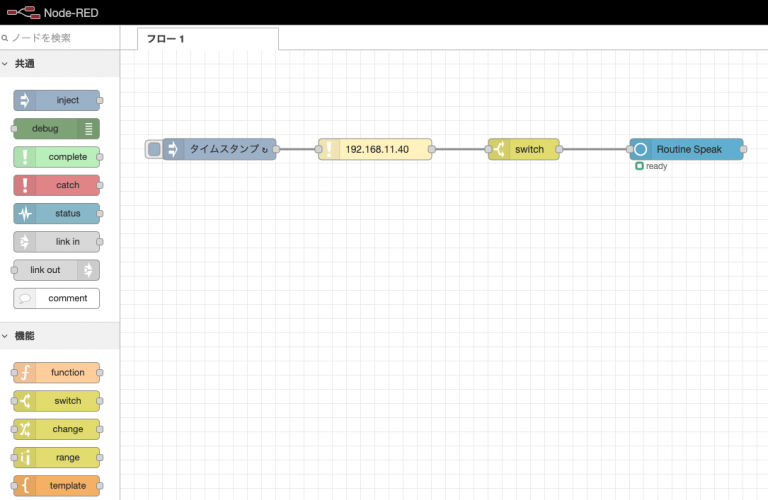 Node-RED
ノードを検索
フロー 1
共通
inject
debug
complete
catch
status
link in
link out
comment
機能
function
switch
change
range
template
タイムスタンプ ↻
192.168.11.40
switch
Routine Speak
ready